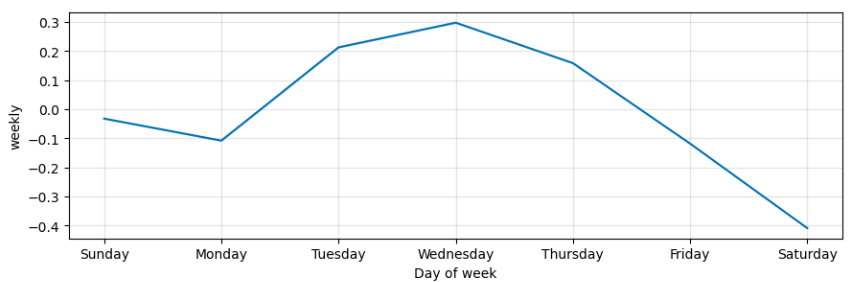 0.3
0.2
0.1
0.0
−0.1
−0.2
−0.3
−0.4
weekly
Sunday Monday Tuesday Wednesday Thursday Friday Saturday
Day of week